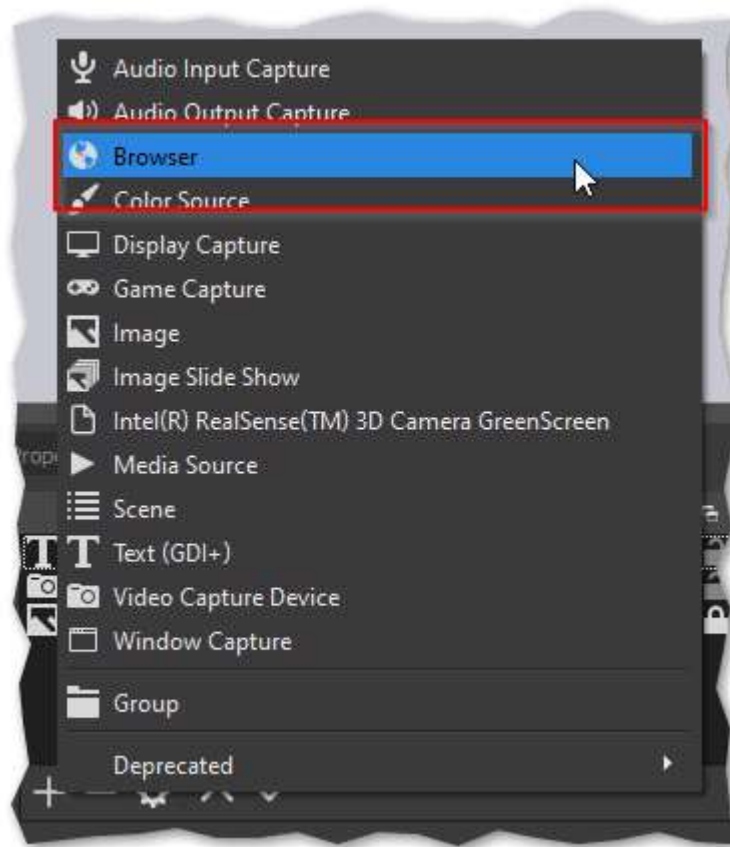 Audio Input Capture
Audio Output Capture
Browser
Color Source
Display Capture
Game Capture
Image
Image Slide Show
Intel(R) RealSense(TM) 3D Camera GreenScreen
Media Source
Scene
Text (GDI+)
Video Capture Device
Window Capture
Group
Deprecated